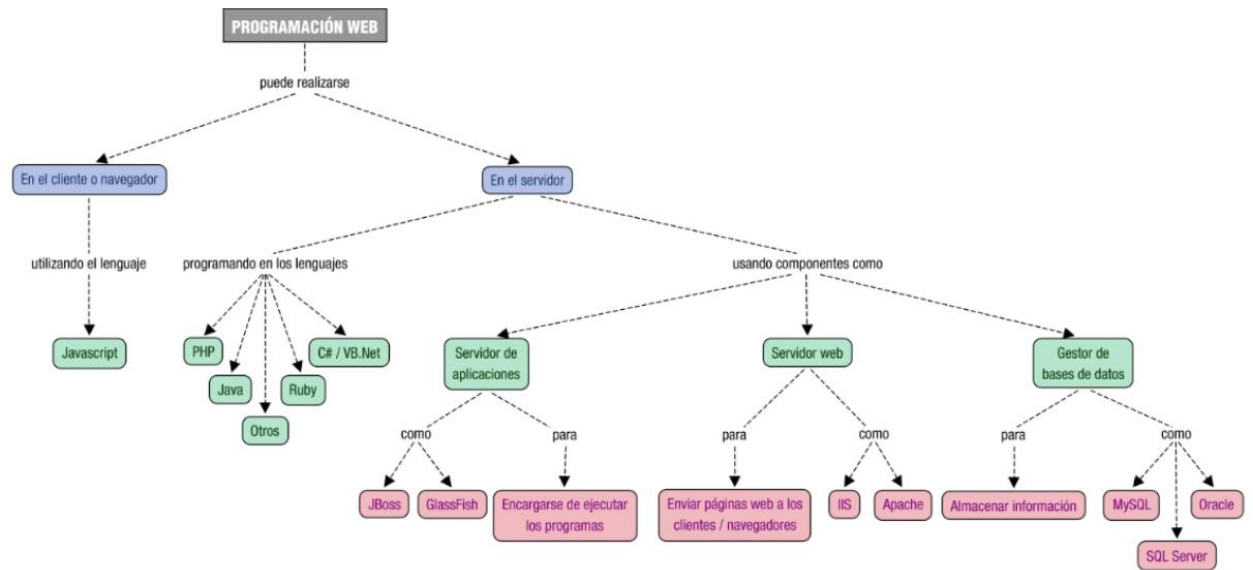 PROGRAMACIÓN WEB
puede realizarse
En el cliente o navegador
En el servidor
utilizando el lenguaje
programando en los lenguajes
usando componentes como
Javascript
PHP
C# / VB.Net
Java
Ruby
Otros
Servidor de
aplicaciones
Servidor web
Gestor de
bases de datos
como
para
para
como
para
como
JBoss
GlassFish
Encargarse de ejecutar
los programas
Enviar páginas web a los
clientes / navegadores
IIS
Apache
Almacenar información
MySQL
Oracle
SQL Server